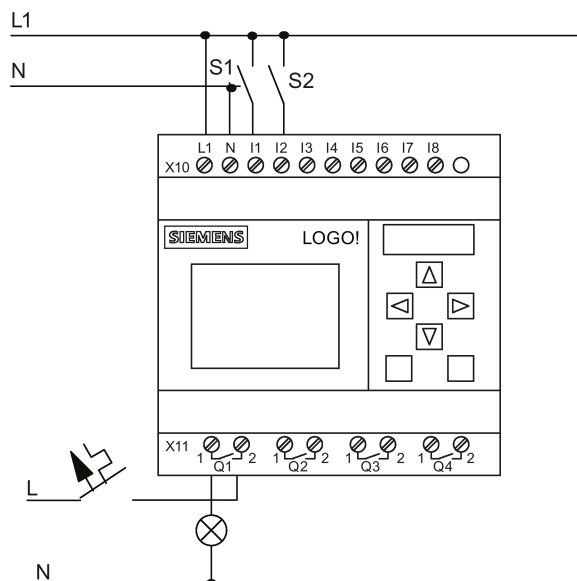 L1
N
S1
S2
L1 N I1 I2 I3 I4 I5 I6 I7 I8
X10
SIEMENS
LOGO!
X11
1 Q1 2 1 Q2 2 1 Q3 2 1 Q4 2
L
N